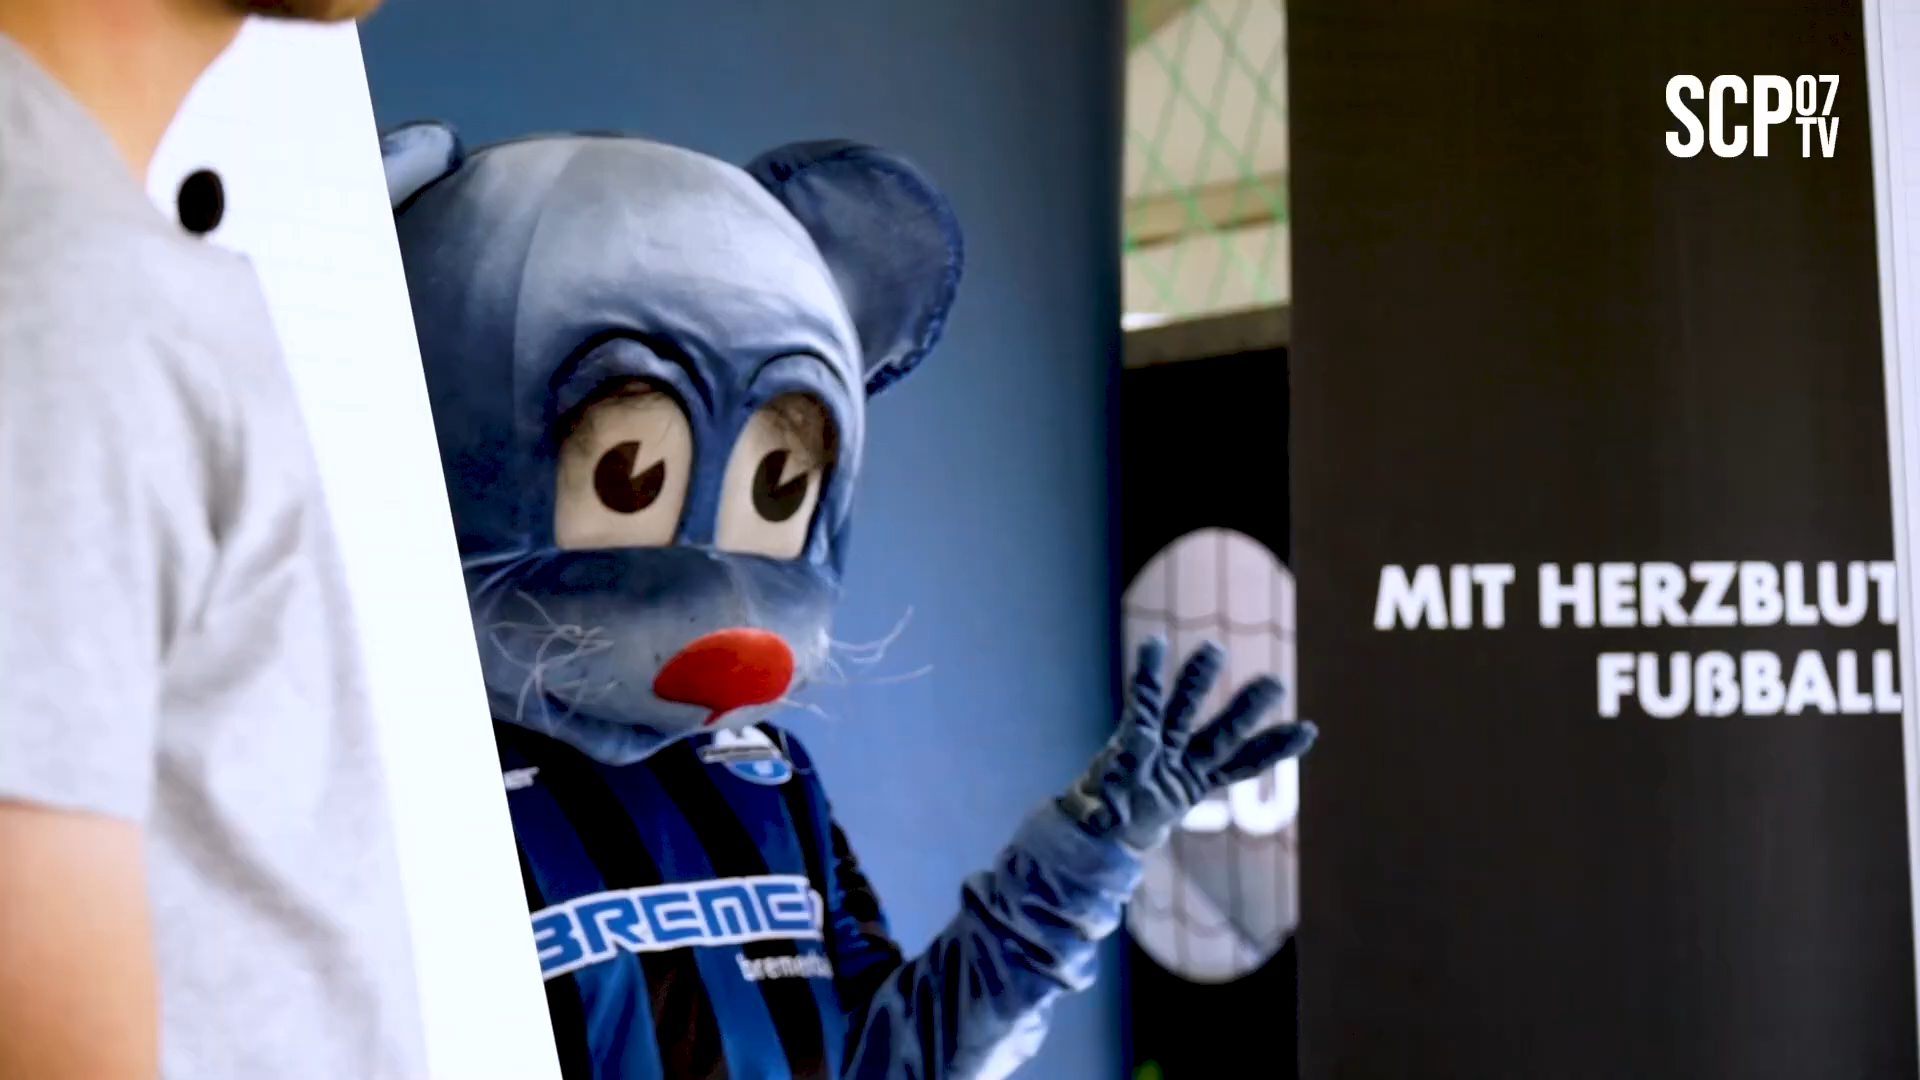 SCP07
TV
MIT HERZBLUT
FUßBALL
BREMER